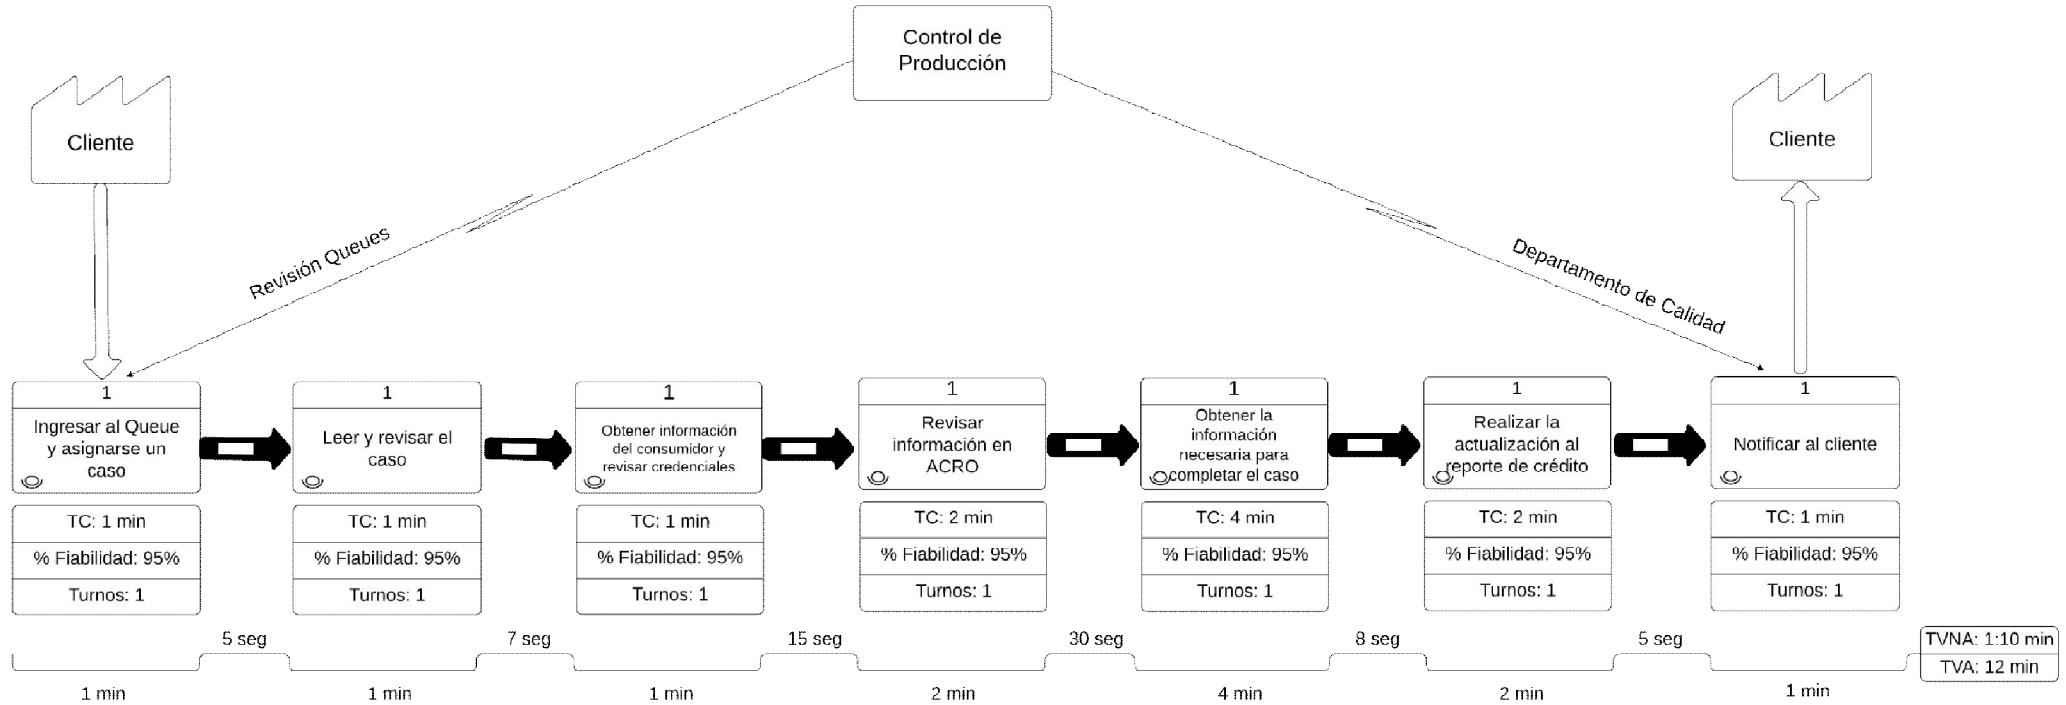 Control de
Producción
Cliente
Cliente
Revisión Queues
Departamento de Calidad
1
Ingresar al Queue
y asignarse un
caso
TC: 1 min
% Fiabilidad: 95%
Turnos: 1
1
Leer y revisar el
caso
TC: 1 min
% Fiabilidad: 95%
Turnos: 1
1
Obtener información
del consumidor y
revisar credenciales
TC: 1 min
% Fiabilidad: 95%
Turnos: 1
1
Revisar
información en
ACRO
TC: 2 min
% Fiabilidad: 95%
Turnos: 1
1
Obtener la
información
necesaria para
completar el caso
TC: 4 min
% Fiabilidad: 95%
Turnos: 1
1
Realizar la
actualización al
reporte de crédito
TC: 2 min
% Fiabilidad: 95%
Turnos: 1
1
Notificar al cliente
TC: 1 min
% Fiabilidad: 95%
Turnos: 1
5 seg
7 seg
15 seg
30 seg
8 seg
5 seg
1 min
1 min
1 min
2 min
4 min
2 min
1 min
TVNA: 1:10 min
TVA: 12 min